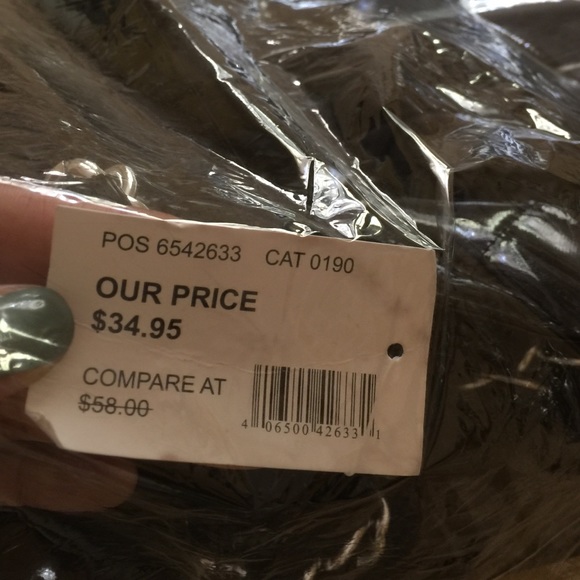 POS 6542633 CAT 0190
OUR PRICE
$34.95
COMPARE AT
$58.00
4 06500 42633 1